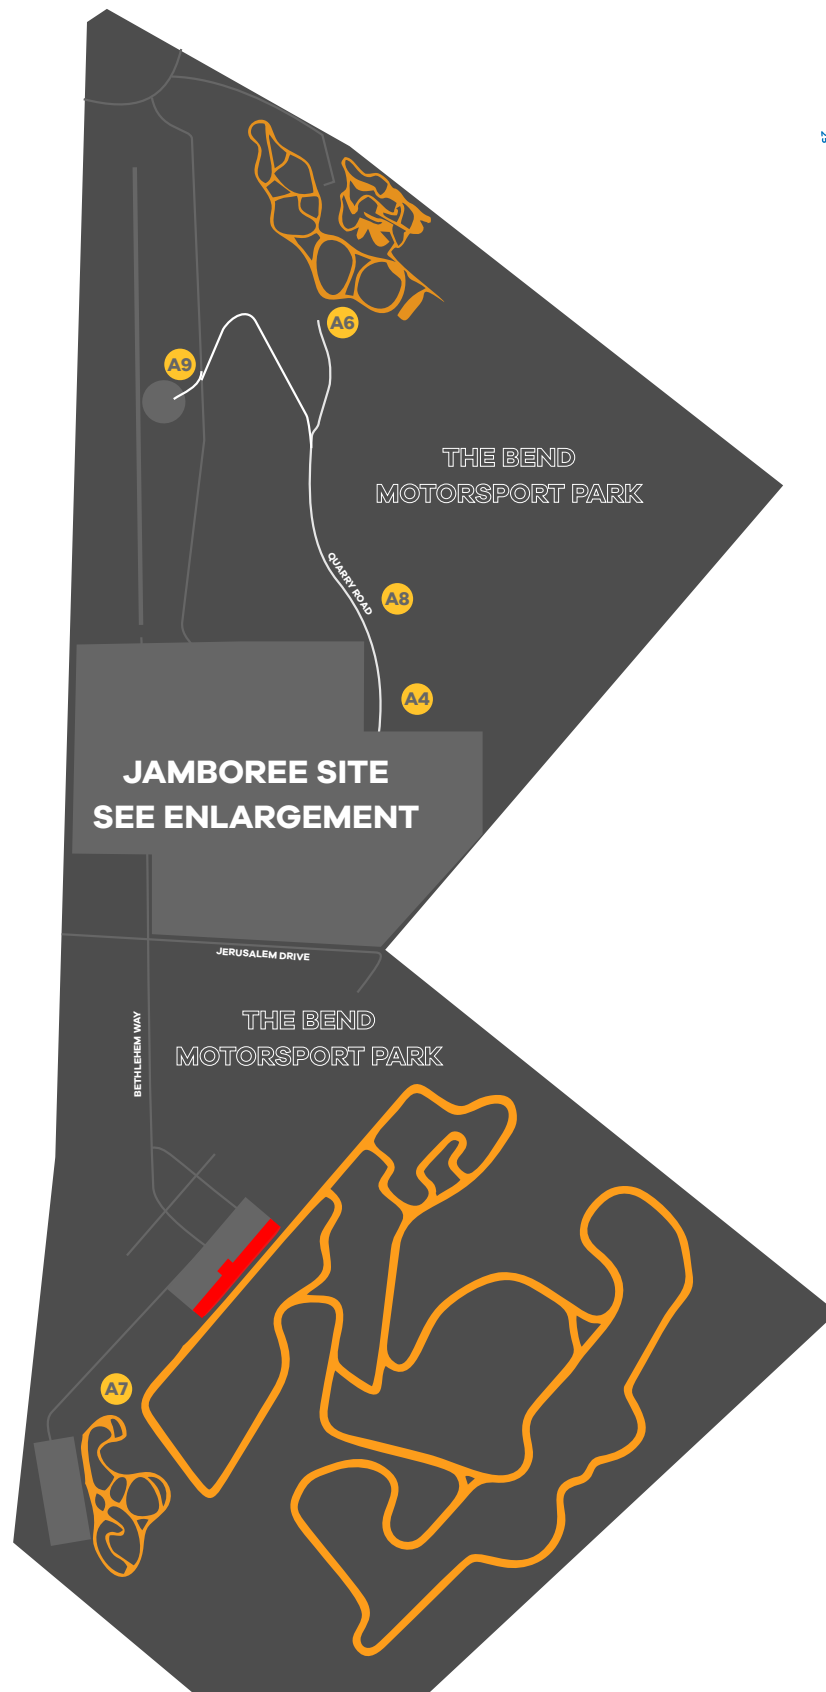 A6
A9
THE BEND
MOTORSPORT PARK
QUARRY ROAD
A8
A4
JAMBOREE SITE
SEE ENLARGEMENT
JERUSALEM DRIVE
THE BEND
MOTORSPORT PARK
BETHLEHEM WAY
A7